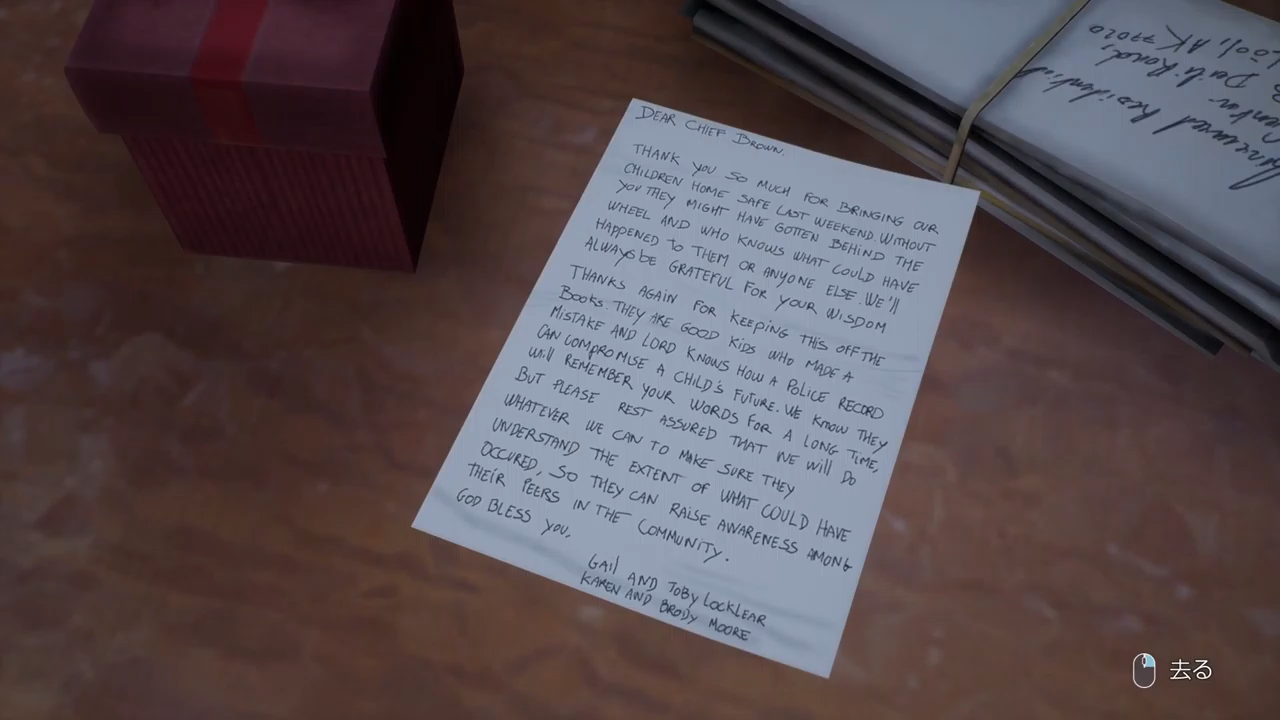 DEAR CHIEF BROWN.
THANK YOU SO MUCH FOR BRINGING OUR
CHILDREN HOME SAFE LAST WEEKEND. WITHOUT
YOU THEY MIGHT HAVE GOTTEN BEHIND THE
WHEEL AND WHO KNOWS WHAT COULD HAVE
HAPPENED TO THEM OR ANYONE ELSE. WE'll
ALWAYS BE GRATEFUL FOR YOUR WISDOM
THANKS AGAIN FOR KEEPING THIS OFF THE
BOOKS. THEY ARE GOOD KIDS WHO MADE A
MISTAKE AND LORD KNOWS HOW A POLICE RECORD
CAN COMPROMISE A CHILD'S FUTURE. WE KNOW THEY
Will REMEMBER YOUR WORDS FOR A LONG TIME,
BUT PLEASE REST ASSURED THAT WE Will DO
WHATEVER WE CAN TO MAKE SURE THEY
UNDERSTAND THE EXTENT OF WHAT COULD HAVE
OCCURED, SO THEY CAN RAISE AWARENESS AMONG
THEIR PEERS IN THE COMMUNITY.
GOD BLESS YOU.
GAIl AND TOBY LOCKLEAR
KAREN AND BRODY MOORE
Road,
AK 77020
去る